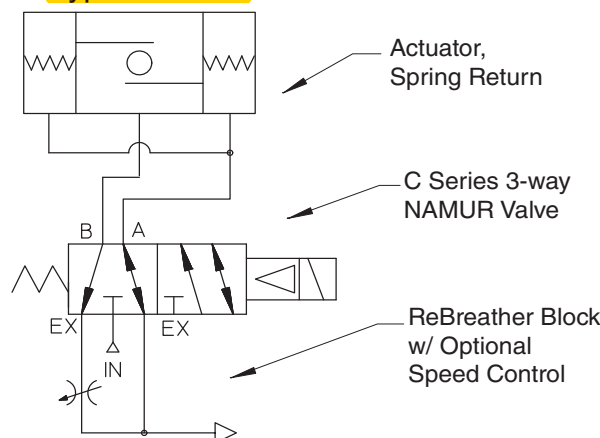 Actuator,
Spring Return
C Series 3-way
NAMUR Valve
B A
EX EX
IN
ReBreather Block
w/ Optional
Speed Control